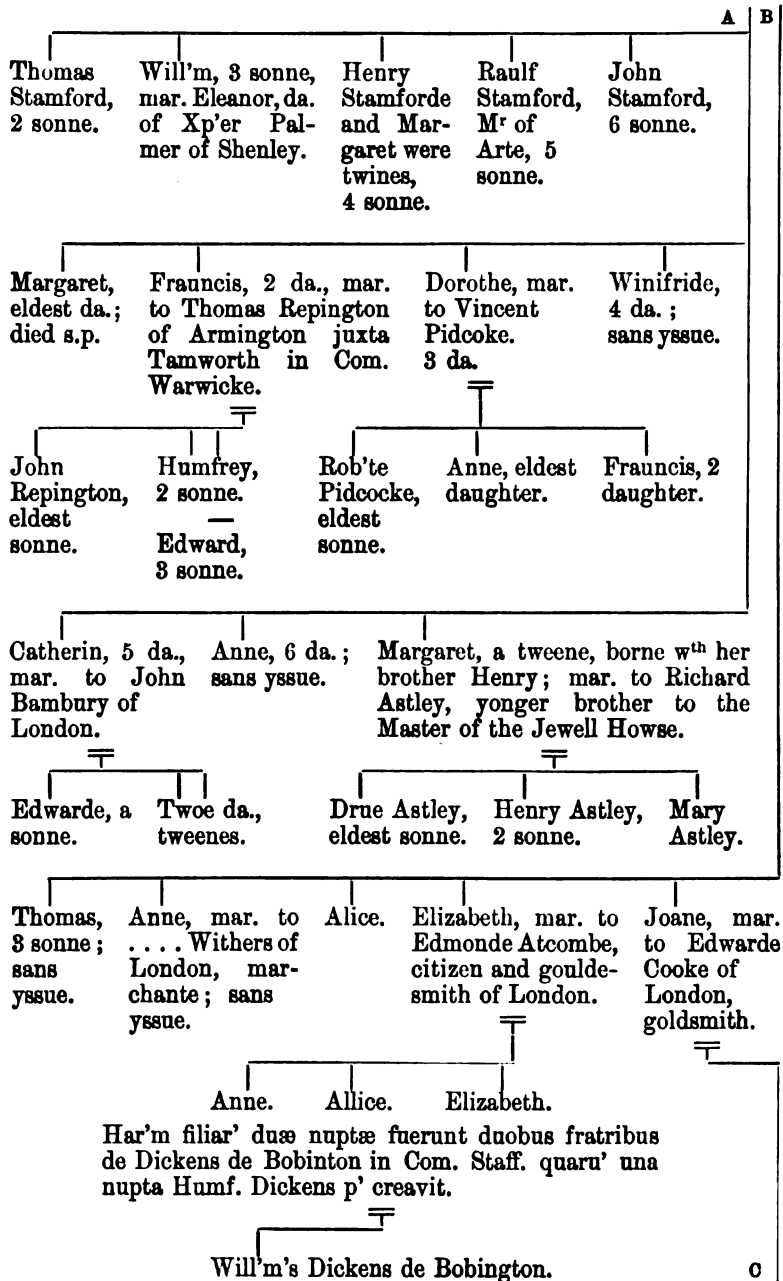 A B
Thomas
Stamford,
2 sonne.
Will'm, 3 sonne,
mar. Eleanor, da.
of Xp'er Pal-
mer of Shenley.
Henry
Stamforde
and Mar-
garet were
twines,
4 sonne.
Raulf
Stamford,
Mr of
Arte, 5
sonne.
John
Stamford,
6 sonne.
Margaret,
eldest da.;
died s.p.
Frauncis, 2 da., mar.
to Thomas Repington
of Armington juxta
Tamworth in Com.
Warwicke.
Dorothe, mar.
to Vincent
Pidcoke.
3 da.
Winifride,
4 da.;
sans yssue.
John
Repington,
eldest
sonne.
Humfrey,
2 sonne.
—
Edward,
3 sonne.
Rob'te
Pidcocke,
eldest
sonne.
Anne, eldest
daughter.
Frauncis, 2
daughter.
Catherin, 5 da.,
mar. to John
Bambury of
London.
Anne, 6 da.;
sans yssue.
Margaret, a tweene, borne wth her
brother Henry; mar. to Richard
Astley, yonger brother to the
Master of the Jewell Howse.
Edwarde, a
sonne.
Twoe da.,
tweenes.
Drue Astley,
eldest sonne.
Henry Astley,
2 sonne.
Mary
Astley.
Thomas,
3 sonne;
sans
yssue.
Anne, mar. to
. . . . Withers of
London, mar-
chante; sans
yssue.
Alice.
Elizabeth, mar. to
Edmonde Atcombe,
citizen and goulde-
smith of London.
Joane, mar.
to Edwarde
Cooke of
London,
goldsmith.
Anne.
Allice.
Elizabeth.
Har'm filiar' duæ nuptæ fuerunt duobus fratribus
de Dickens de Bobinton in Com. Staff. quaru' una
nupta Humf. Dickens p' creavit.
Will'm's Dickens de Bobington.
C